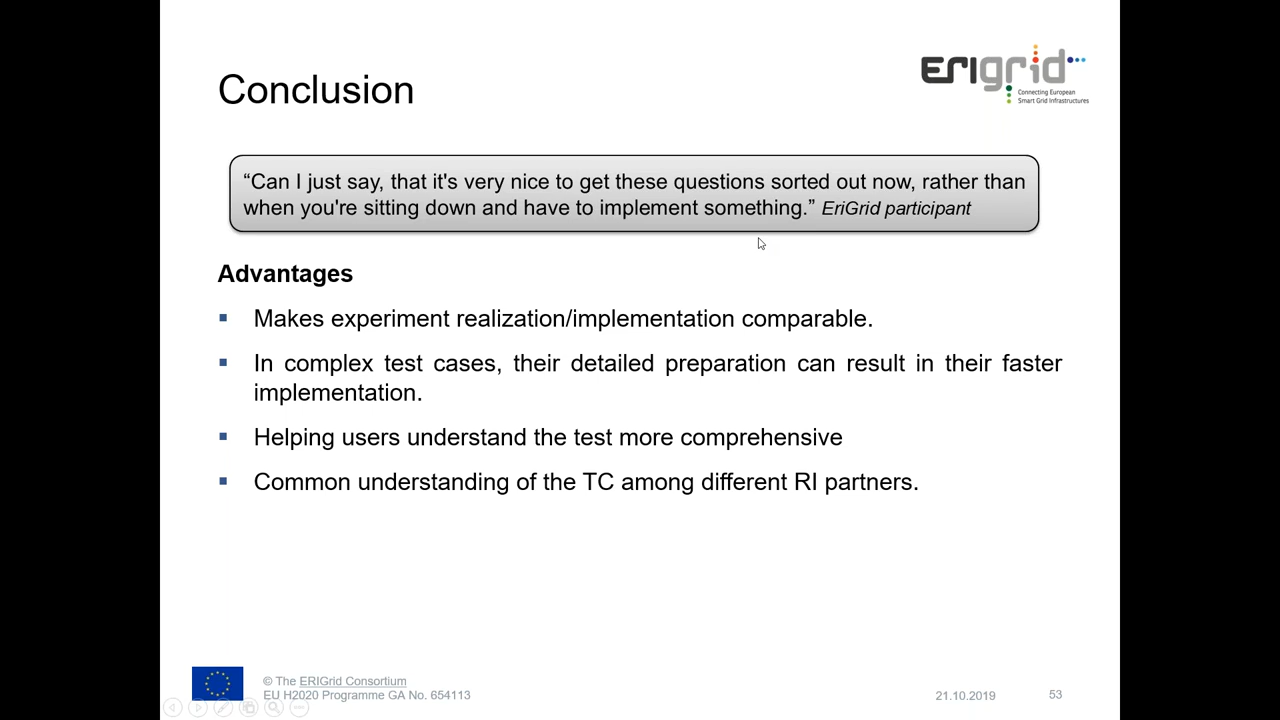 Conclusion
ERIgrid
Connecting European
Smart Grid Infrastructures
“Can I just say, that it's very nice to get these questions sorted out now, rather than
when you're sitting down and have to implement something.” EriGrid participant
Advantages
Makes experiment realization/implementation comparable.
In complex test cases, their detailed preparation can result in their faster
implementation.
Helping users understand the test more comprehensive
Common understanding of the TC among different RI partners.
© The ERIGrid Consortium
EU H2020 Programme GA No. 654113
21.10.2019
53